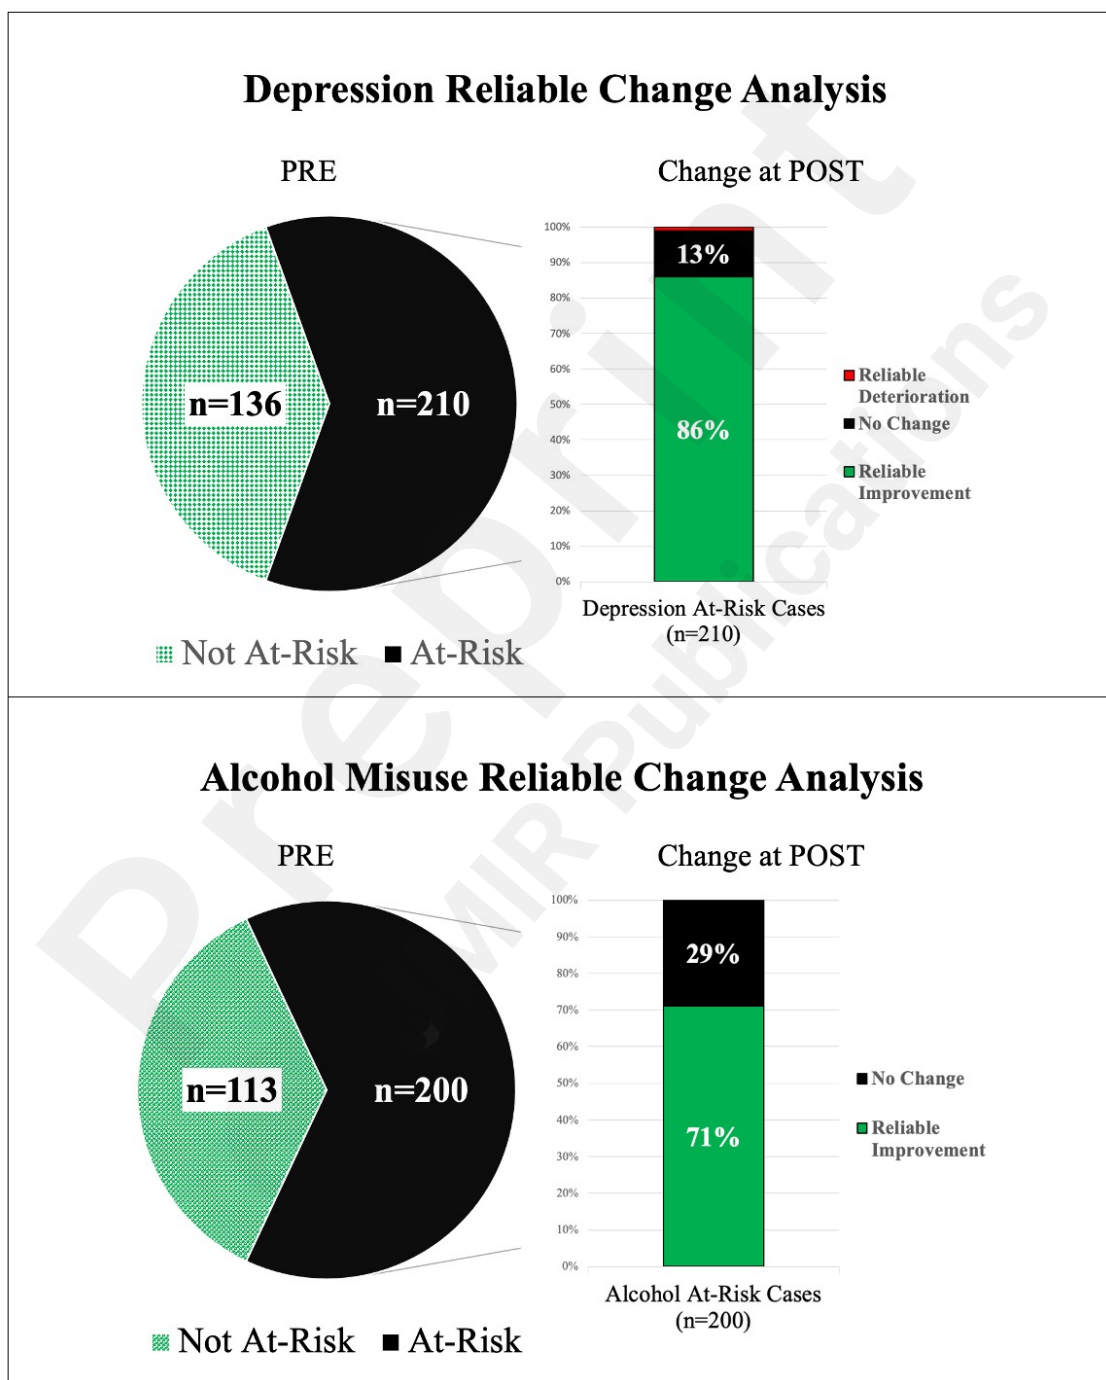 Depression Reliable Change Analysis
PRE
Change at POST
100%
90%
80%
70%
60%
50%
40%
30%
20%
10%
0%
13%
86%
n=136
n=210
Reliable
Deterioration
No Change
Reliable
Improvement
Depression At-Risk Cases
(n=210)
Not At-Risk
At-Risk
Alcohol Misuse Reliable Change Analysis
PRE
Change at POST
100%
90%
80%
70%
60%
50%
40%
30%
20%
10%
0%
29%
71%
n=113
n=200
No Change
Reliable
Improvement
Alcohol At-Risk Cases
(n=200)
Not At-Risk
At-Risk
Preprint
JMIR Publications